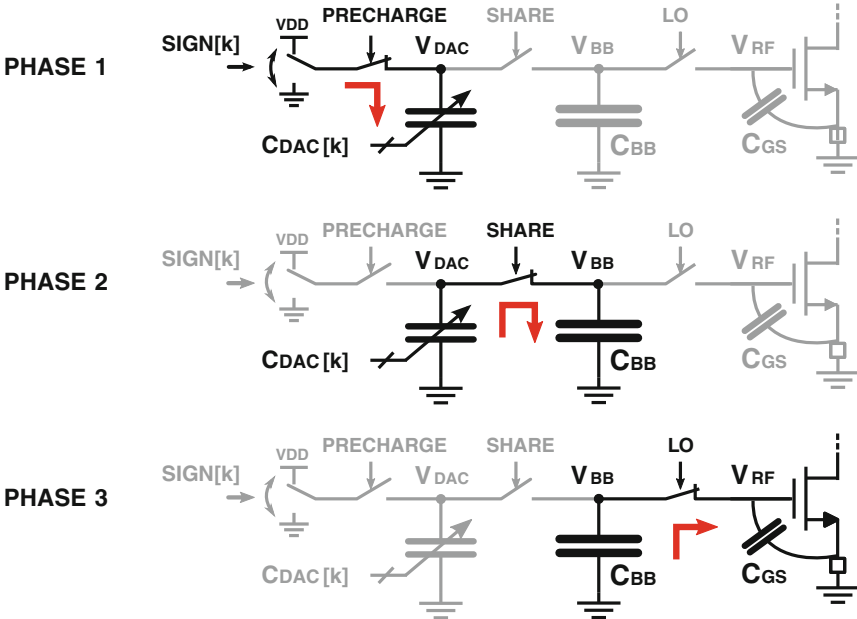 PRECHARGE SHARE LO
VDD
SIGN[k] VDAC VBB VRF
PHASE 1
CDAC[k] CBB CGS
PRECHARGE SHARE LO
VDD
SIGN[k] VDAC VBB VRF
PHASE 2
CDAC[k] CBB CGS
PRECHARGE SHARE LO
VDD
SIGN[k] VDAC VBB VRF
PHASE 3
CDAC[k] CBB CGS